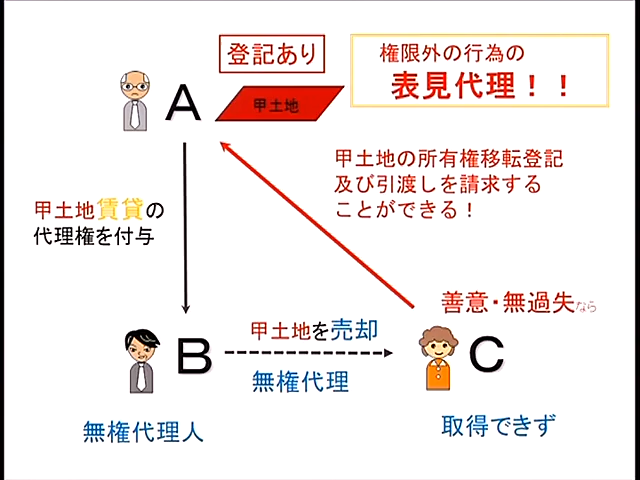 登記あり
権限外の行為の
表見代理！！
A
甲土地
甲土地の所有権移転登記
及び引渡しを請求する
ことができる！
甲土地賃貸の
代理権を付与
善意・無過失なら
甲土地を売却
B
C
無権代理
無権代理人
取得できず